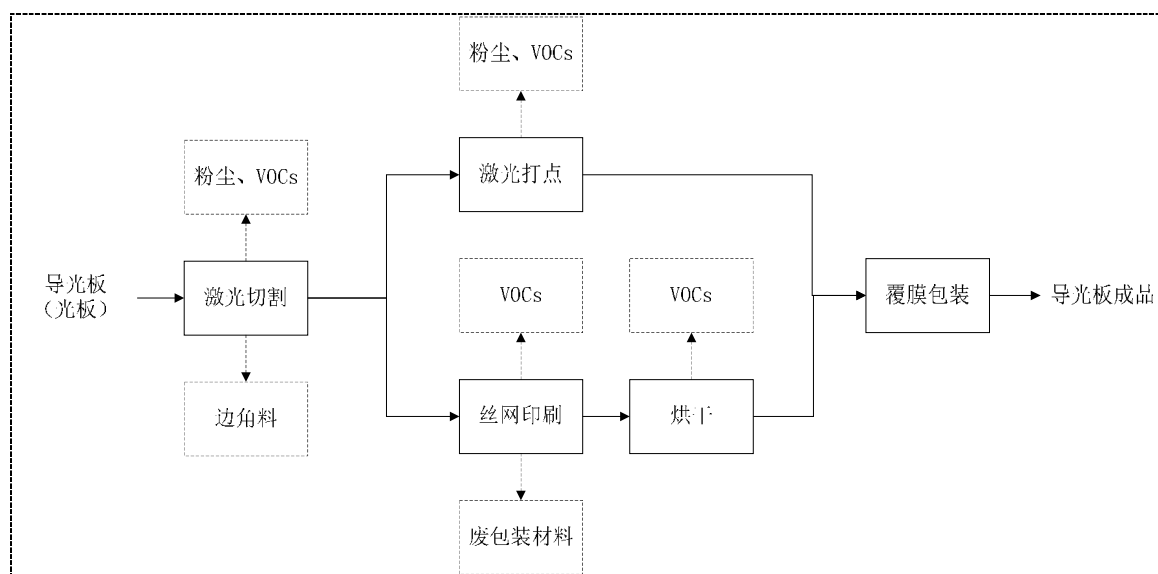 粉尘、VOCs
激光打点
粉尘、VOCs
导光板
（光板）
激光切割
边角料
VOCs
VOCs
丝网印刷
烘干
废包装材料
覆膜包装
导光板成品